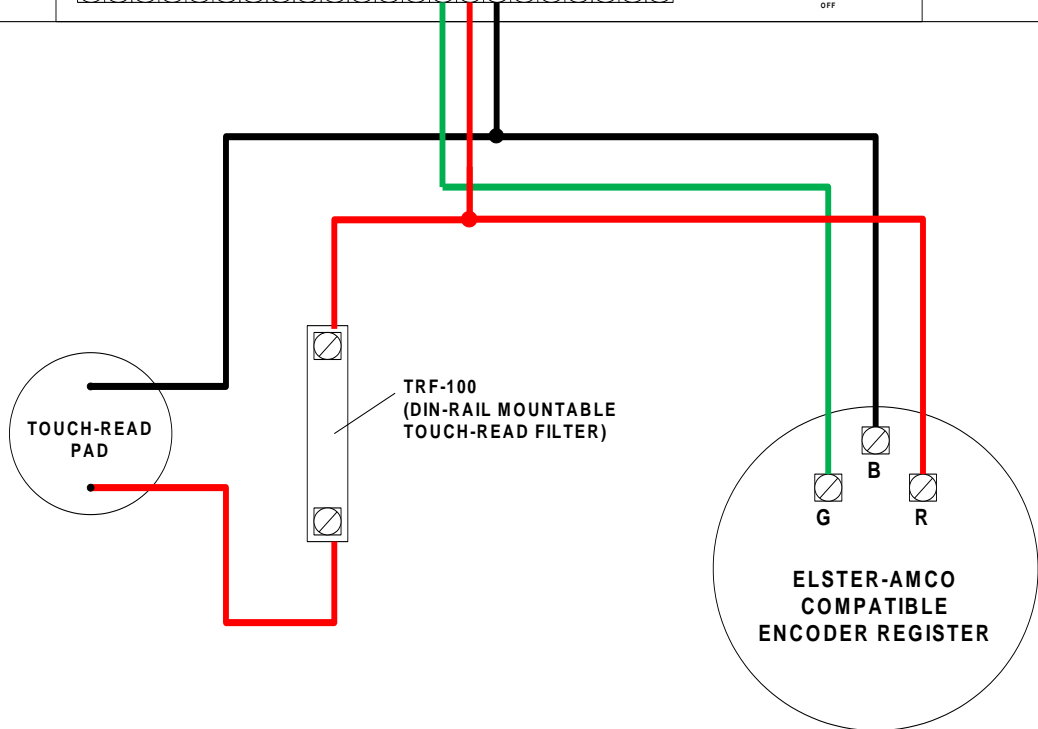 OFF
TOUCH-READ
PAD
TRF-100
(DIN-RAIL MOUNTABLE
TOUCH-READ FILTER)
B
G
R
ELSTER-AMCO
COMPATIBLE
ENCODER REGISTER